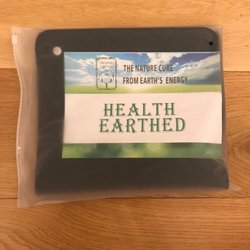 THE NATURE CURE
FROM EARTH'S ENERGY
HEALTH
EARTHED